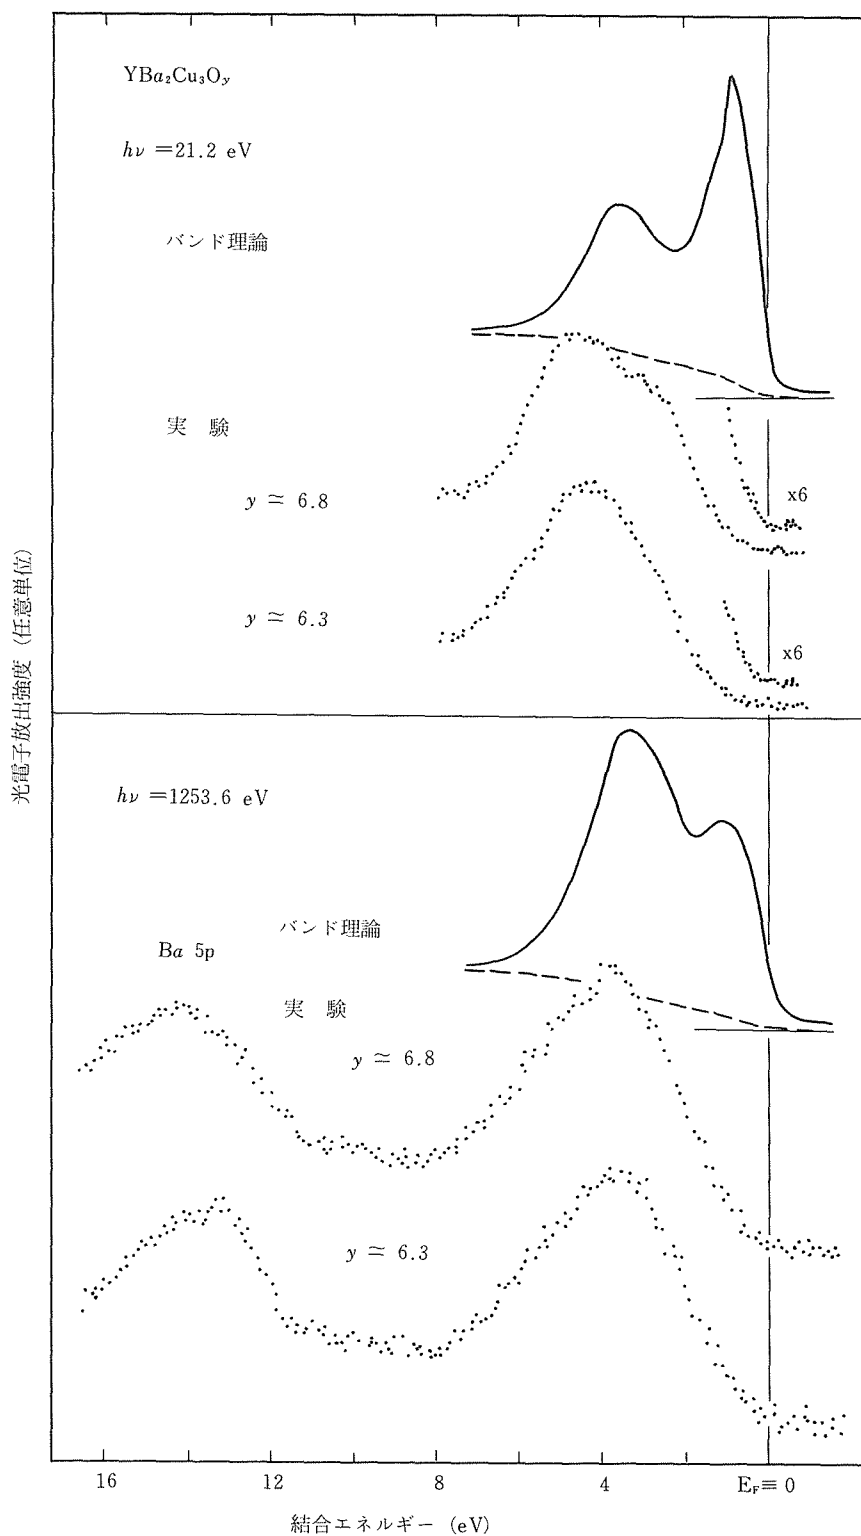 YBa₂Cu₃Oᵧ
hν =21.2 eV
バンド理論
実 験
y ≃ 6.8
x6
y ≃ 6.3
x6
光電子放出強度 (任意単位)
hν =1253.6 eV
バンド理論
Ba 5p
実 験
y ≃ 6.8
y ≃ 6.3
16 12 8 4 E_F≡0
結合エネルギー (eV)